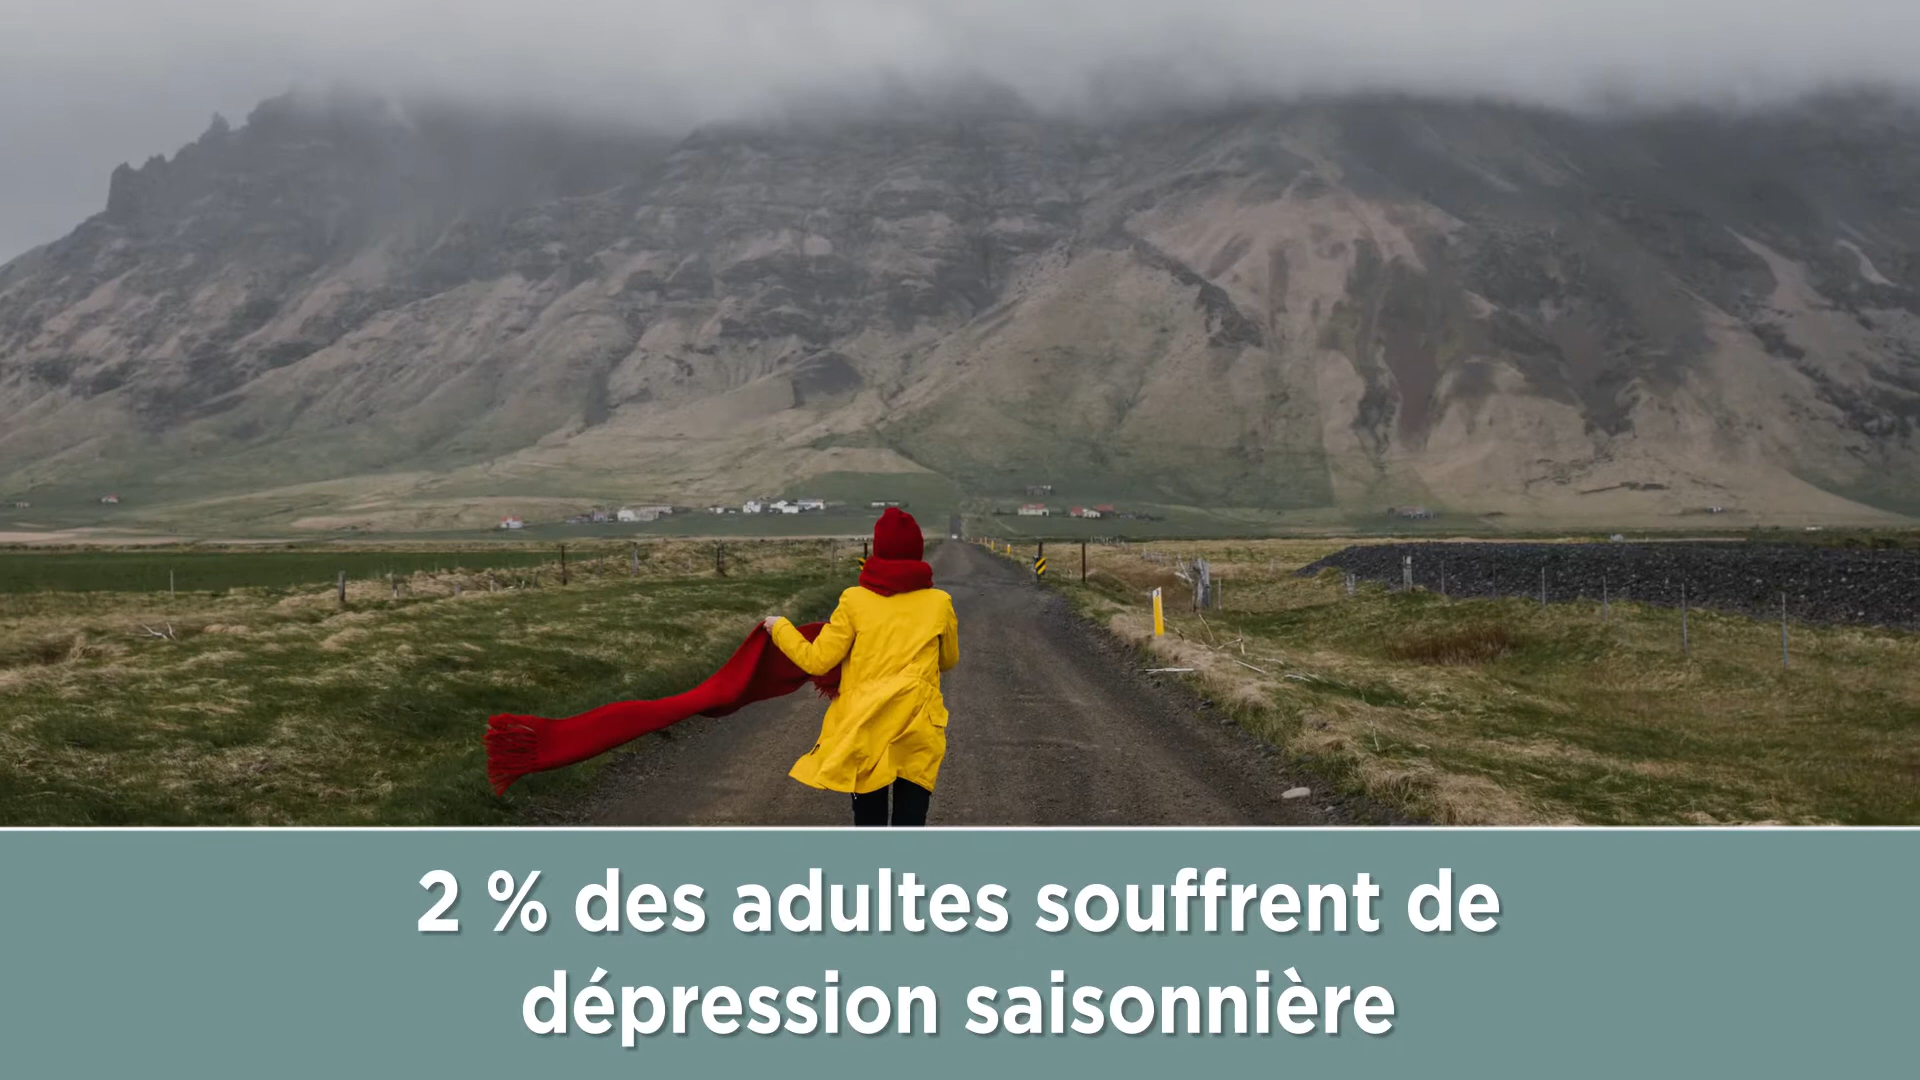 2 % des adultes souffrent de
dépression saisonnière